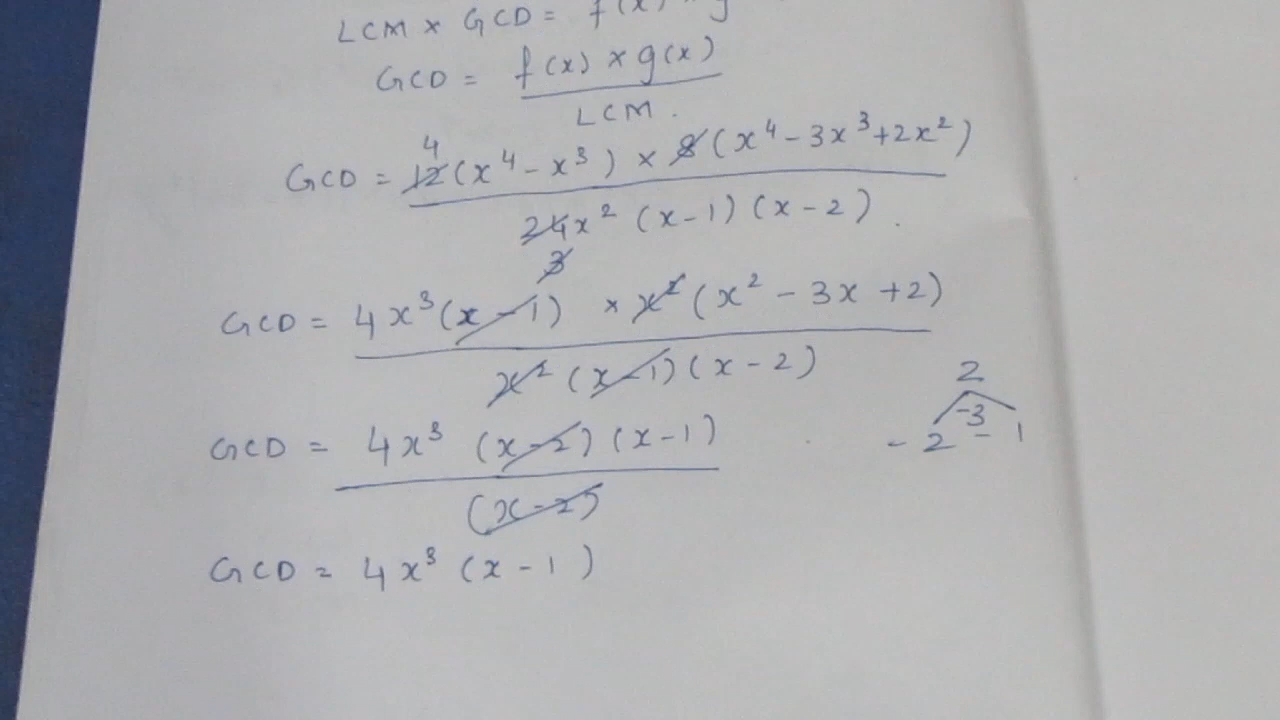 LCM × GCD = f(x)
GCD = f(x) × g(x)
LCM.
4
GCD = 12(x⁴ - x³) × 8(x⁴ - 3x³ + 2x²)
24x² (x-1) (x-2).
3
GCD = 4x³(x-1) × x²(x² - 3x + 2)
x² (x-1) (x-2)
2
-3
-2 -1
GCD = 4x³ (x-2) (x-1)
(x-2)
GCD = 4x³ (x-1)